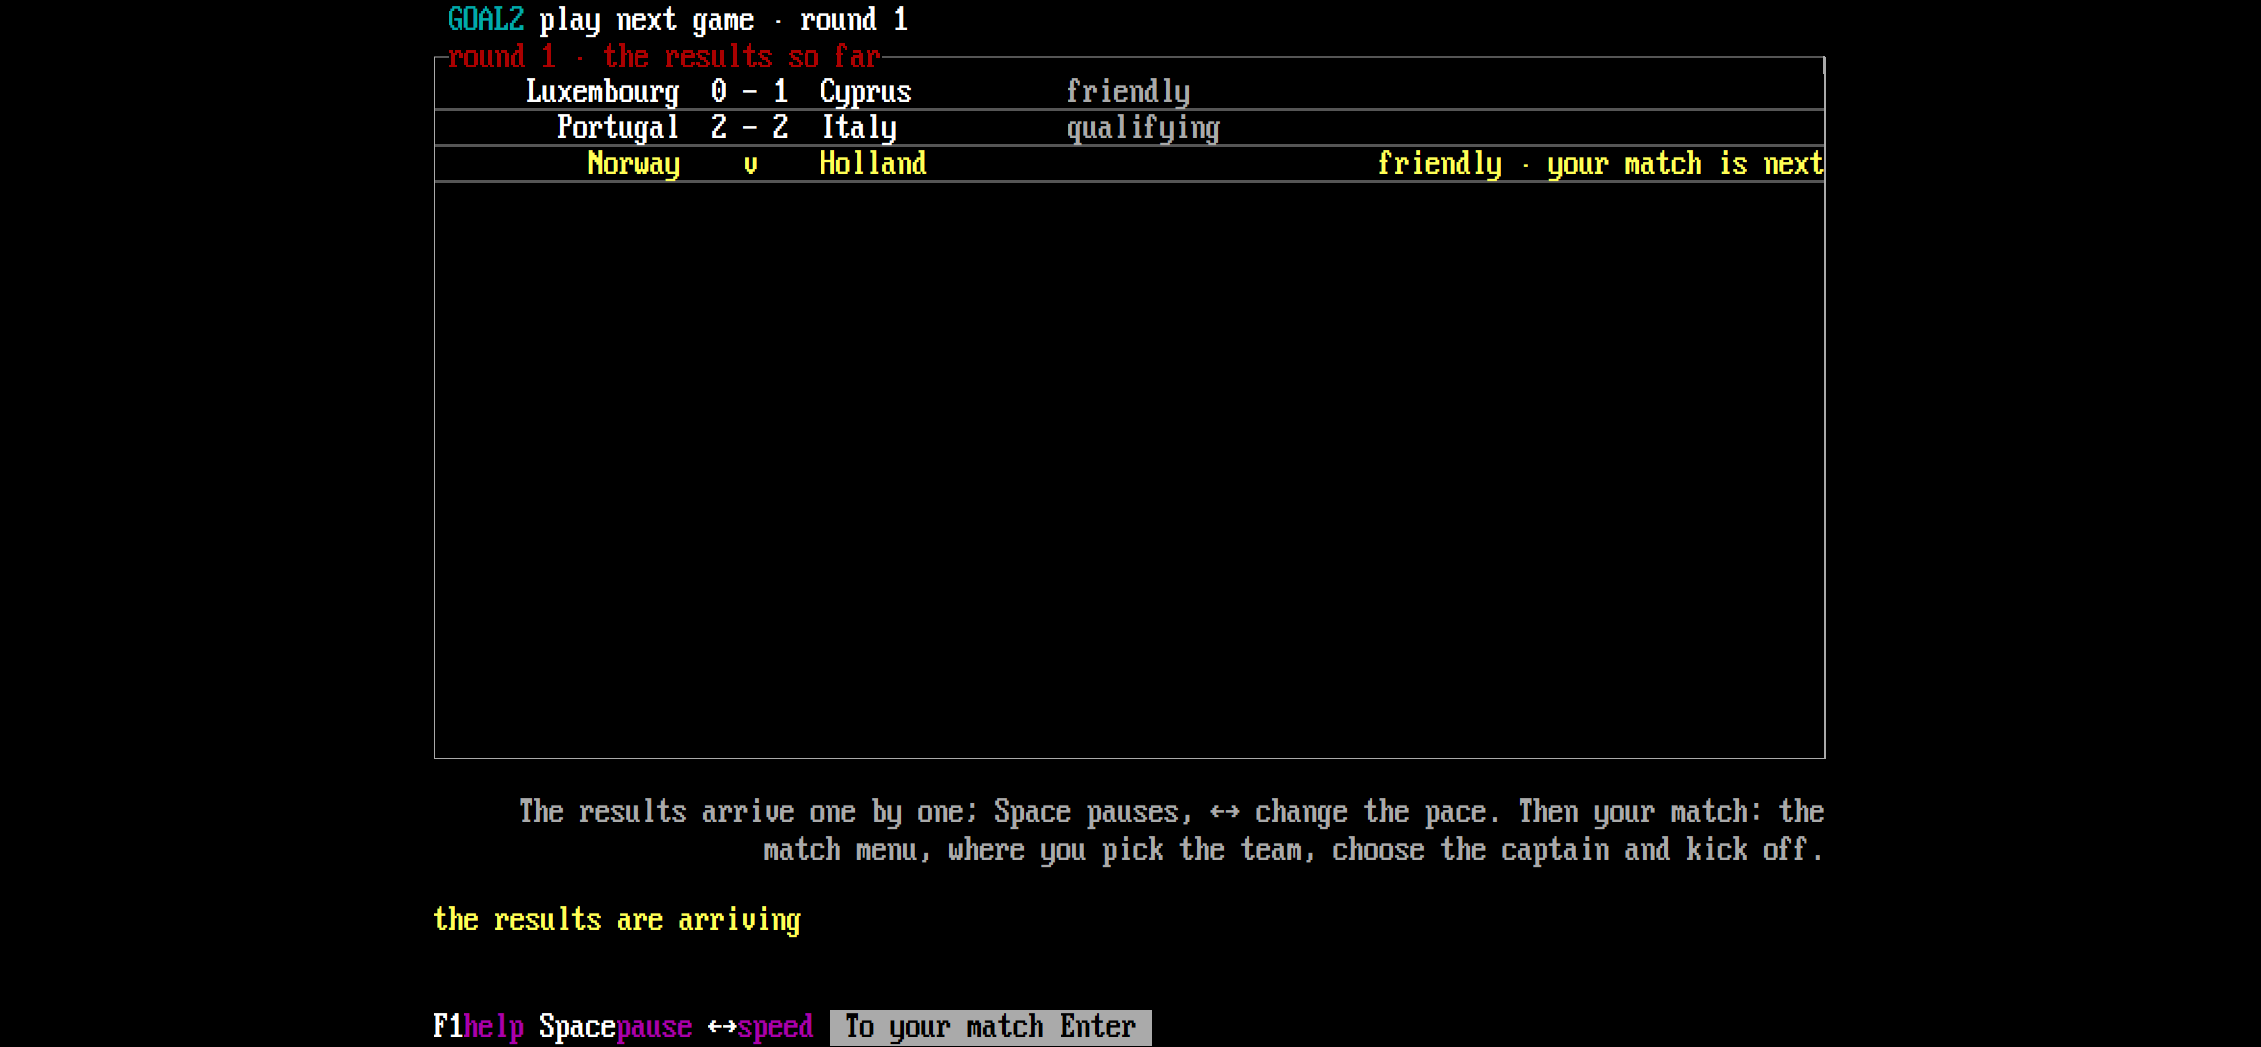 GOAL2 play next game · round 1
round 1 · the results so far
Luxembourg 0 - 1 Cyprus friendly
Portugal 2 - 2 Italy qualifying
Norway v Holland friendly · your match is next
The results arrive one by one; Space pauses, ↔ change the pace. Then your match: the
match menu, where you pick the team, choose the captain and kick off.
the results are arriving
F1help Spacepause ↔speed To your match Enter